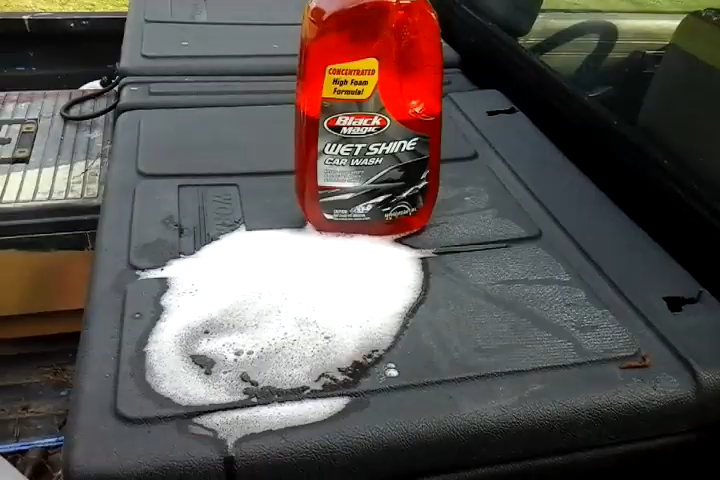 CONCENTRATED
High Foam
Formula!
Black
MAGIC
WET SHINE
CAR WASH